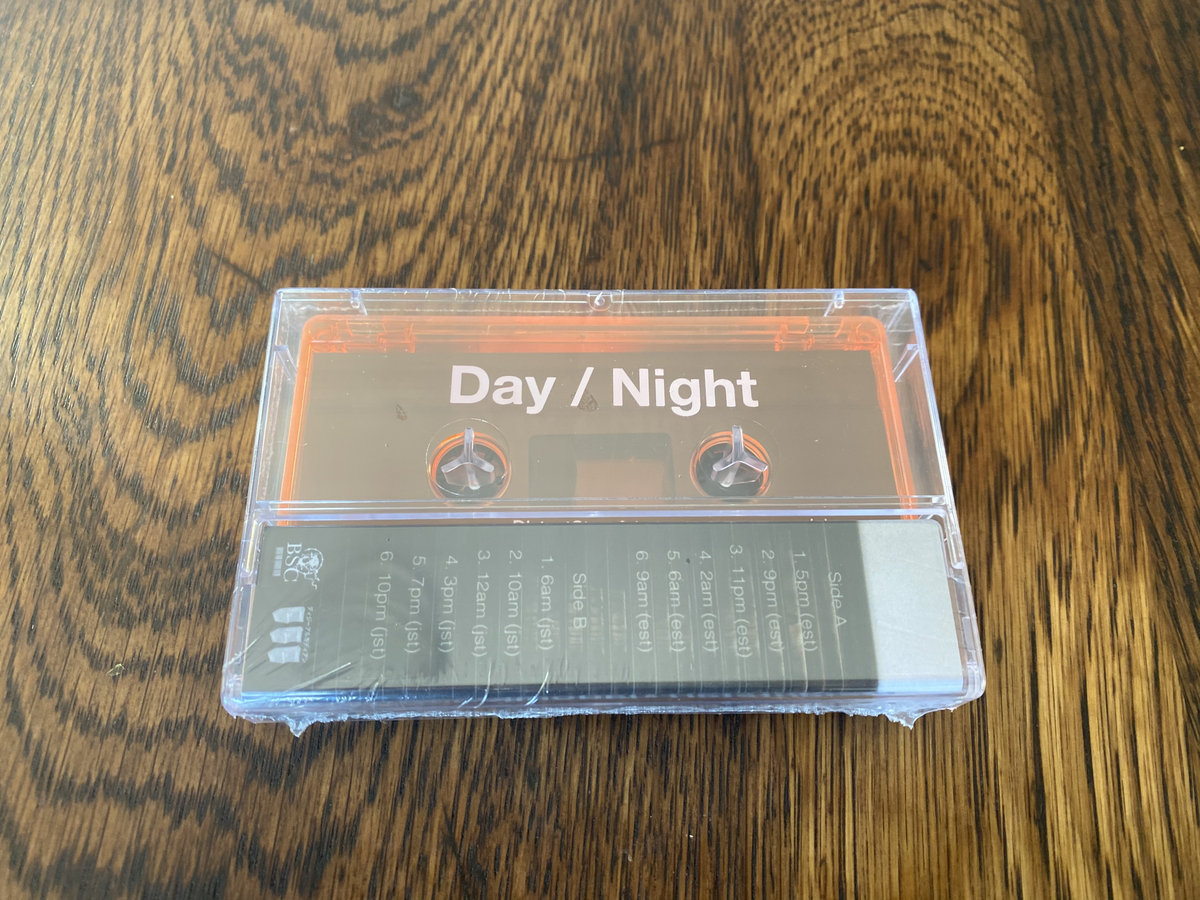 Day / Night
Side A
1. 5pm (est)
2. 9pm (est)
3. 11pm (est)
4. 2am (est)
5. 6am (est)
6. 9am (est)
Side B
1. 6am (jst)
2. 10am (jst)
3. 12am (jst)
4. 3pm (jst)
5. 7pm (jst)
6. 10pm (jst)
BSC